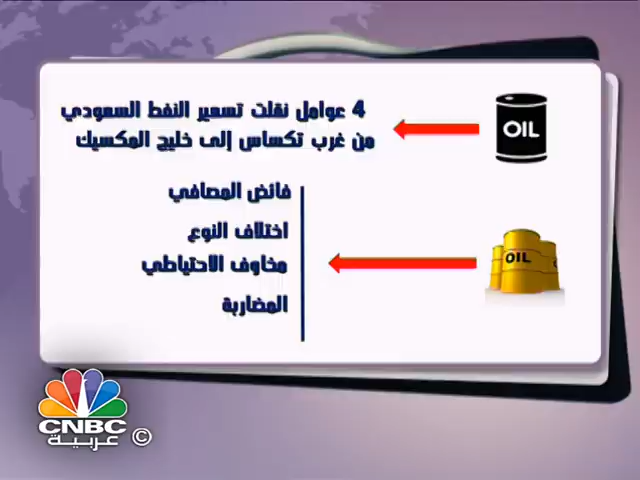 4 عوامل نقلت تسعير النفط السعودي
من غرب تكساس إلى خليج المكسيك
OIL
فائض المصافي
اختلاف النوع
مخاوف الاحتياطي
المضاربة
OIL
CNBC
عربية ©